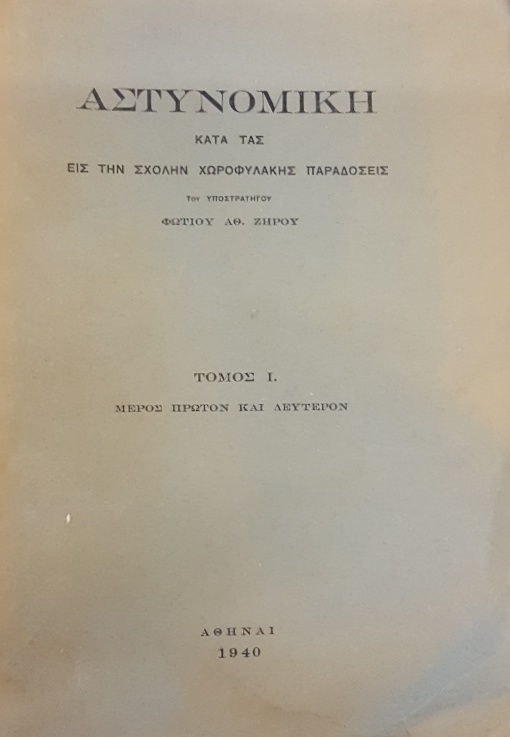 ΑΣΤΥΝΟΜΙΚΗ
ΚΑΤΑ ΤΑΣ
ΕΙΣ ΤΗΝ ΣΧΟΛΗΝ ΧΩΡΟΦΥΛΑΚΗΣ ΠΑΡΑΔΟΣΕΙΣ
ΤΟΥ ΥΠΟΣΤΡΑΤΗΓΟΥ
ΦΩΤΙΟΥ ΑΘ. ΖΗΡΟΥ
ΤΟΜΟΣ Ι.
ΜΕΡΟΣ ΠΡΩΤΟΝ ΚΑΙ ΔΕΥΤΕΡΟΝ
ΑΘΗΝΑΙ
1940